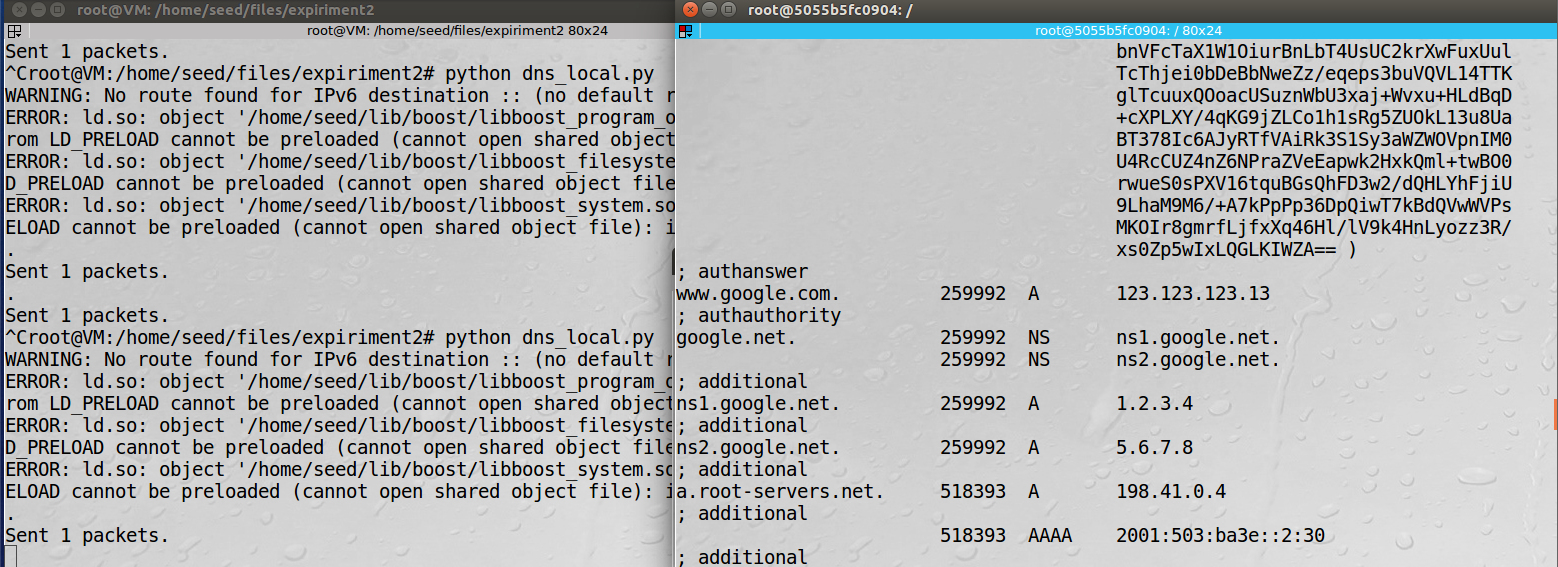 root@VM: /home/seed/files/expiriment2
root@VM: /home/seed/files/expiriment2 80x24
Sent 1 packets.
^Croot@VM:/home/seed/files/expiriment2# python dns_local.py
WARNING: No route found for IPv6 destination :: (no default r
ERROR: ld.so: object '/home/seed/lib/boost/libboost_program_o
rom LD_PRELOAD cannot be preloaded (cannot open shared object
ERROR: ld.so: object '/home/seed/lib/boost/libboost_filesyste
D_PRELOAD cannot be preloaded (cannot open shared object file
ERROR: ld.so: object '/home/seed/lib/boost/libboost_system.so
ELOAD cannot be preloaded (cannot open shared object file): i
.
Sent 1 packets.
.
Sent 1 packets.
^Croot@VM:/home/seed/files/expiriment2# python dns_local.py
WARNING: No route found for IPv6 destination :: (no default r
ERROR: ld.so: object '/home/seed/lib/boost/libboost_program_o
rom LD_PRELOAD cannot be preloaded (cannot open shared object
ERROR: ld.so: object '/home/seed/lib/boost/libboost_filesyste
D_PRELOAD cannot be preloaded (cannot open shared object file
ERROR: ld.so: object '/home/seed/lib/boost/libboost_system.so
ELOAD cannot be preloaded (cannot open shared object file): i
.
Sent 1 packets.
root@5055b5fc0904: /
root@5055b5fc0904: / 80x24
bnVFcTaX1W1OiurBnLbT4UsUC2krXwFuxUul
TcThjei0bDeBbNweZz/eqeps3buVQVL14TTK
glTcuuxQOoacUSuznWbU3xaj+Wvxu+HLdBqD
+cXPLXY/4qKG9jZLCo1h1sRg5ZUOkL13u8Ua
BT378Ic6AJyRTfVAiRk3S1Sy3aWZWOVpnIM0
U4RcCUZ4nZ6NPraZVeEapwk2HxkQml+twBO0
rwueS0sPXV16tquBGsQhFD3w2/dQHLYhFjiU
9LhaM9M6/+A7kPpPp36DpQiwT7kBdQVwWVPs
MKOIr8gmrfLjfxXq46Hl/lV9k4HnLyozz3R/
xs0Zp5wIxLQGLKIWZA== )
; authanswer
www.google.com. 259992 A 123.123.123.13
; authauthority
google.net. 259992 NS ns1.google.net.
259992 NS ns2.google.net.
; additional
ns1.google.net. 259992 A 1.2.3.4
; additional
ns2.google.net. 259992 A 5.6.7.8
; additional
a.root-servers.net. 518393 A 198.41.0.4
; additional
518393 AAAA 2001:503:ba3e::2:30
; additional